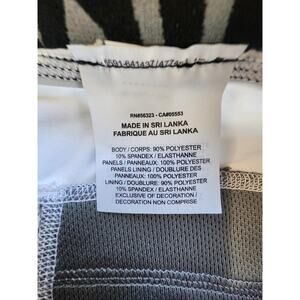 RN#56323 - CA#05553
MADE IN SRI LANKA
FABRIQUE AU SRI LANKA
BODY / CORPS: 90% POLYESTER
10% SPANDEX / ELASTHANNE
PANELS / PANNEAUX: 100% POLYESTER
PANELS LINING / DOUBLURE DES
PANNEAUX: 100% POLYESTER
LINING / DOUBLURE: 90% POLYESTER
10% SPANDEX / ELASTHANNE
EXCLUSIVE OF DECORATION /
DECORATION NON COMPRISE